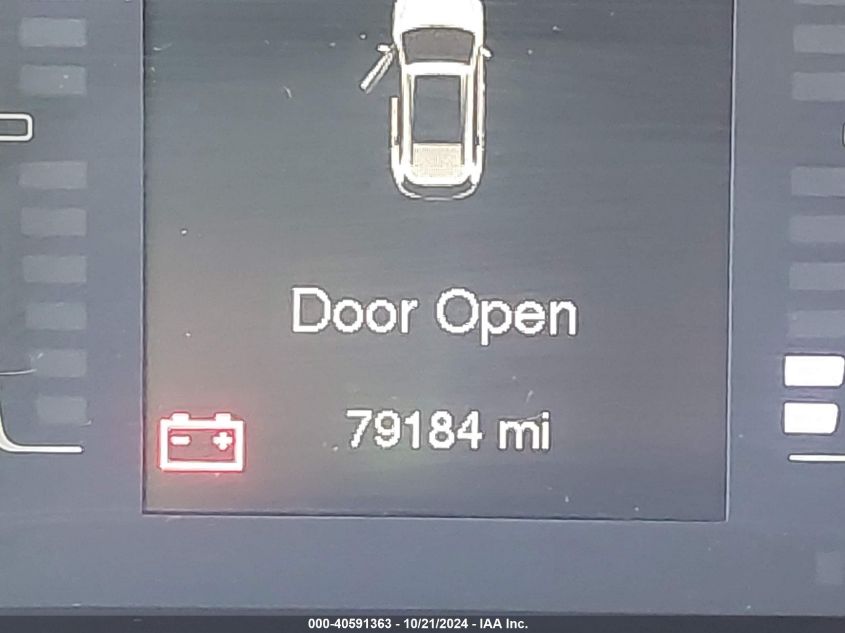 Door Open
79184 mi
000-40591363 - 10/21/2024 - IAA Inc.